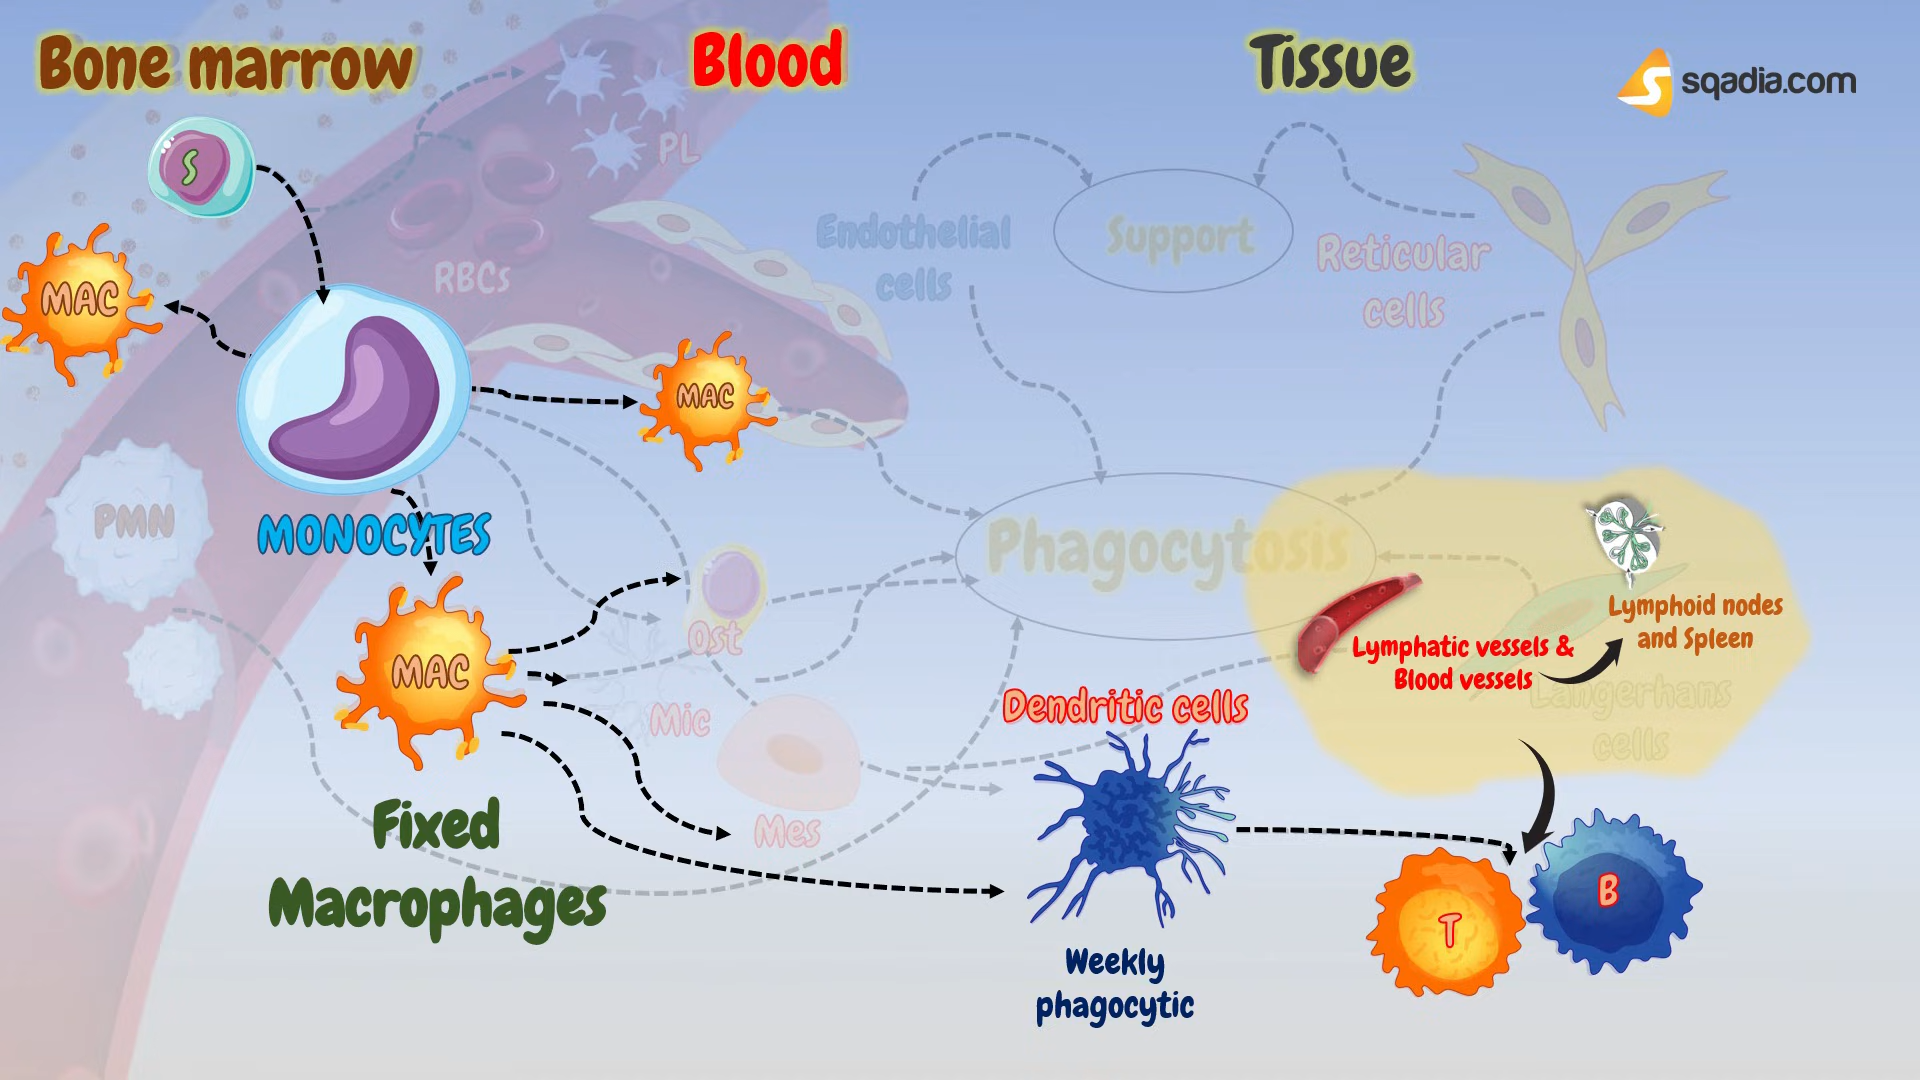 Bone marrow
Blood
Tissue
sqadia.com
S
PL
MAC
RBCs
Endothelial
cells
Support
Reticular
cells
MAC
PMN
MONOCYTES
Phagocytosis
Lymphoid nodes
and Spleen
Ost
Lymphatic vessels &
Blood vessels
MAC
Mic
Dendritic cells
Langerhans
cells
Fixed
Macrophages
Mes
T
B
Weekly
phagocytic